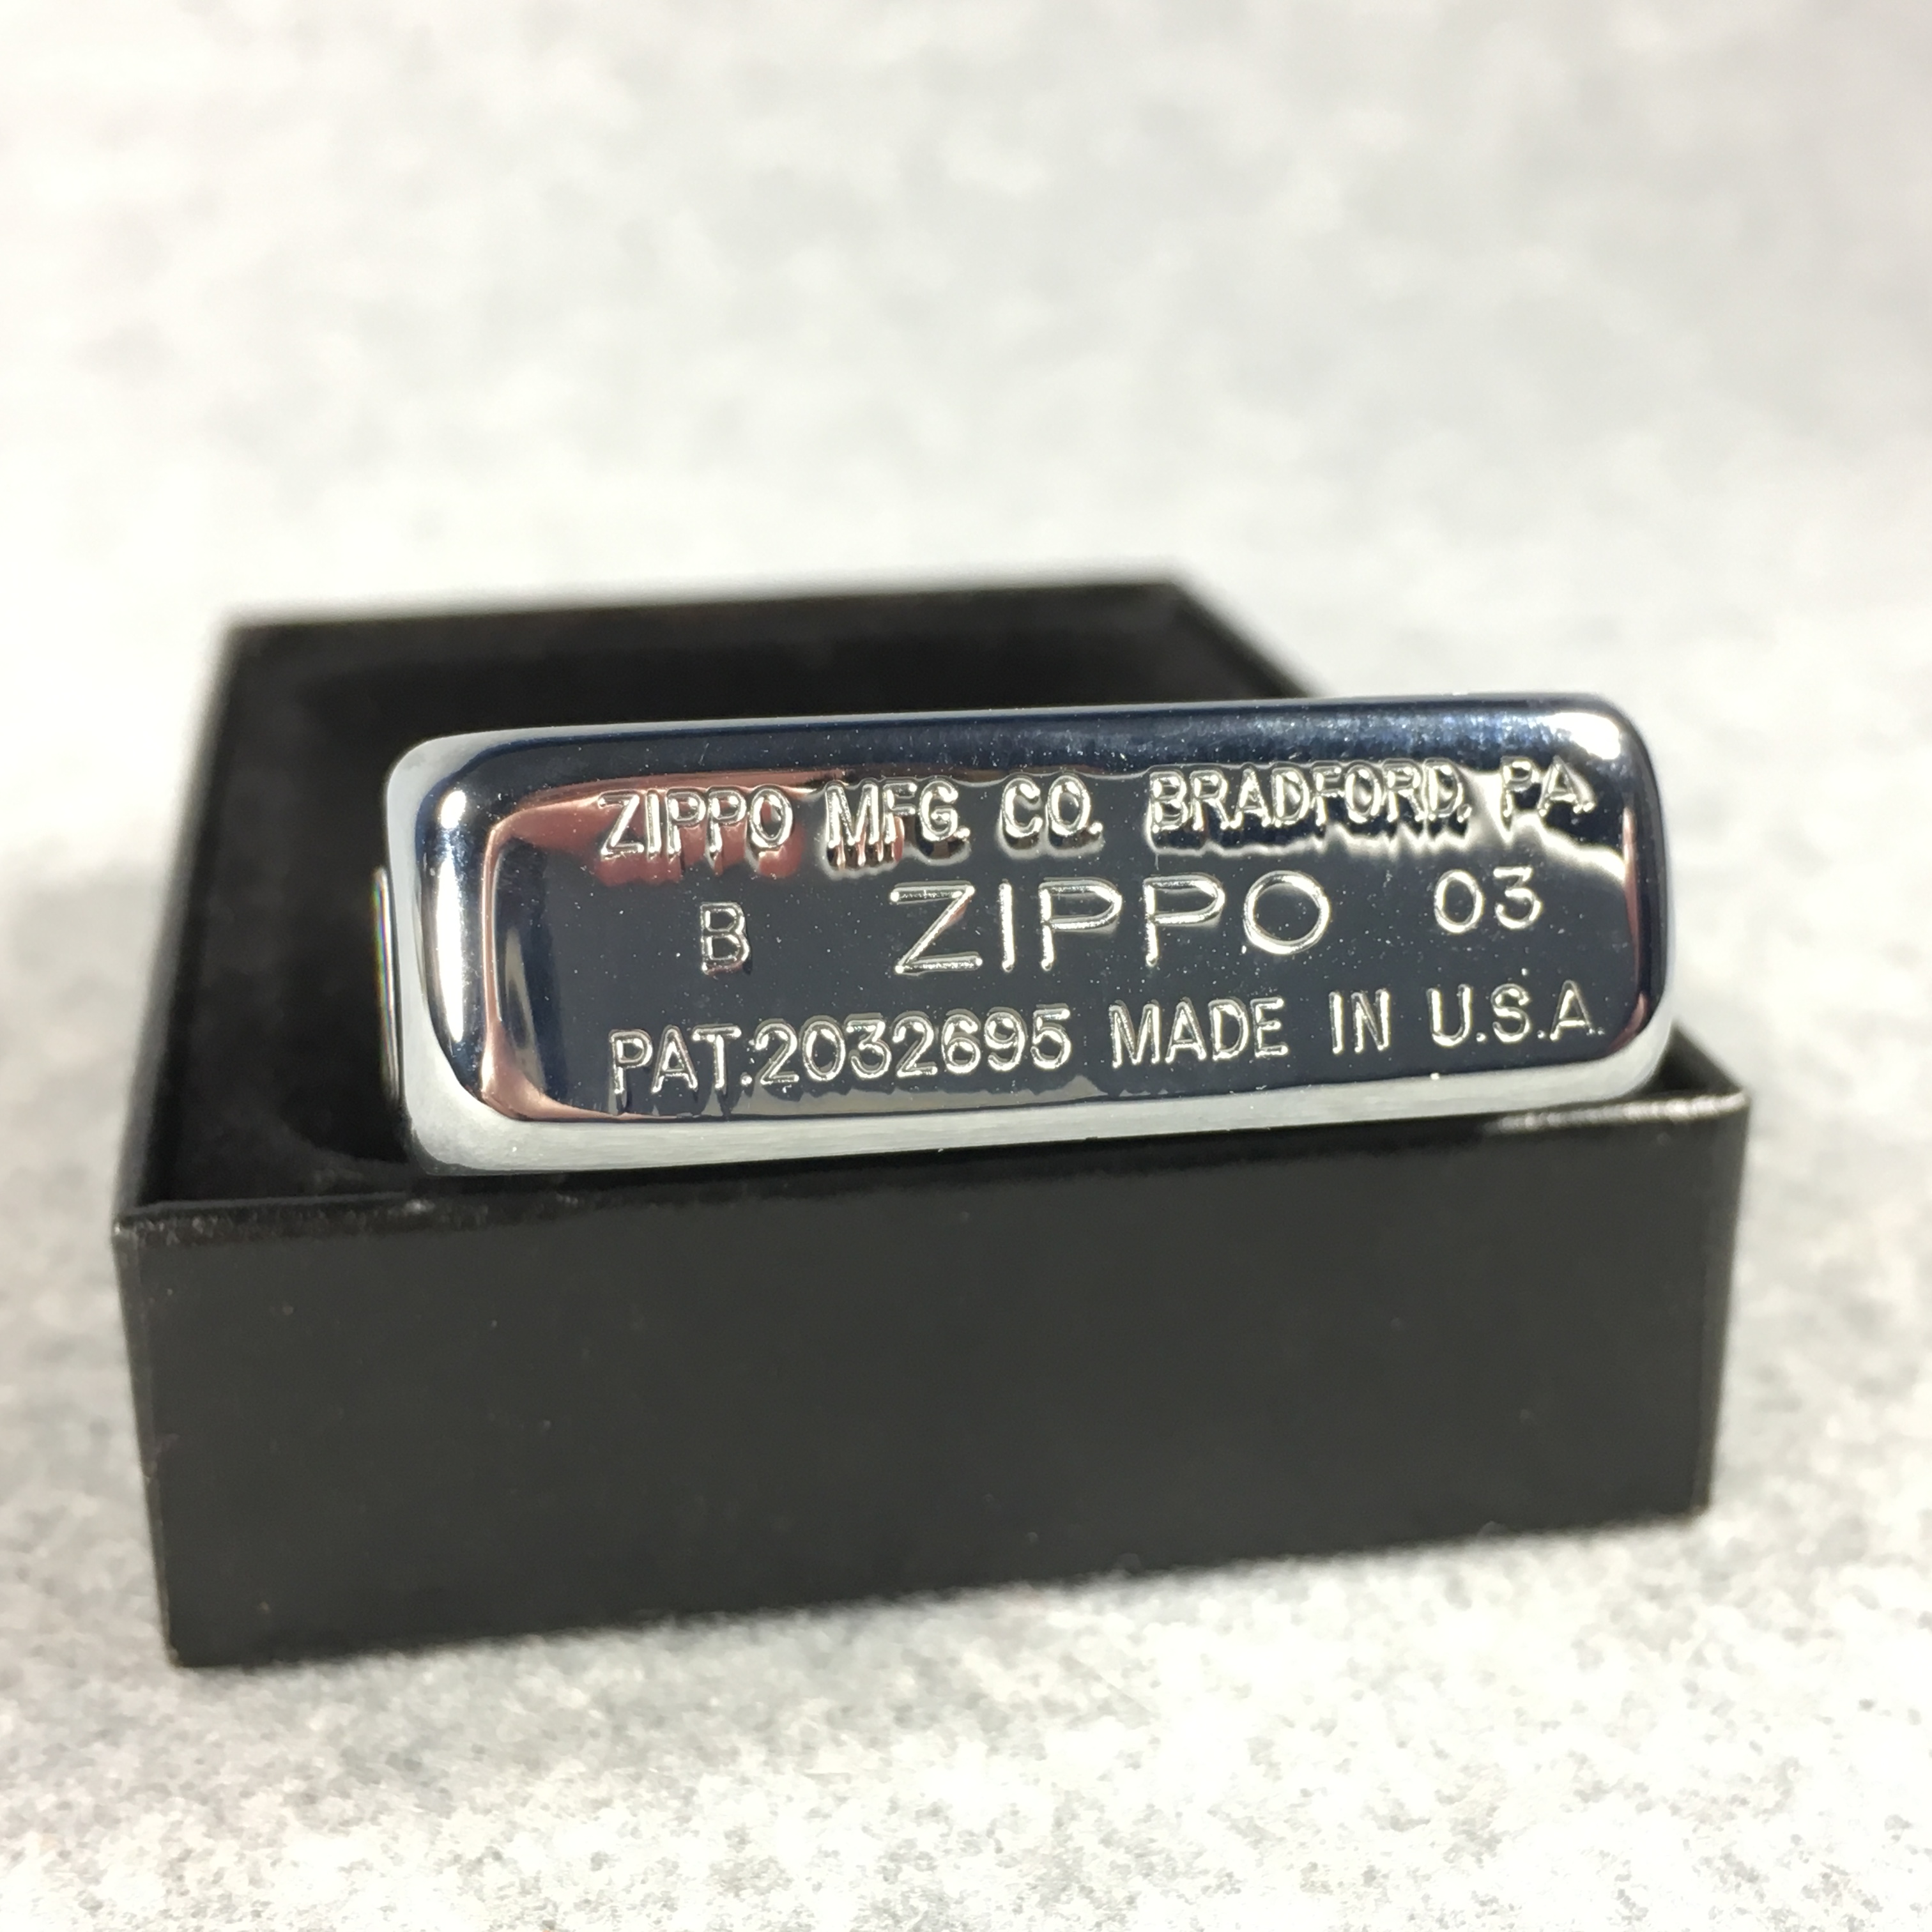 ZIPPO MFG. CO. BRADFORD, PA.
B ZIPPO 03
PAT.2032695 MADE IN U.S.A.